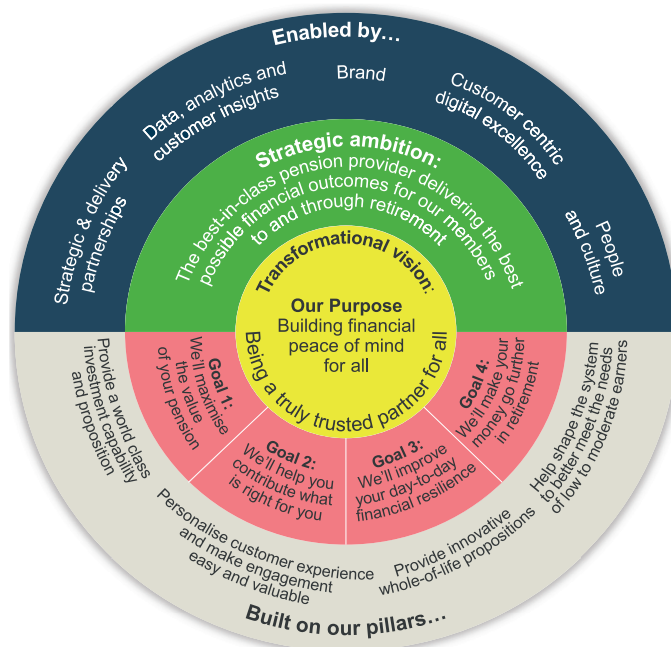 Enabled by…
Strategic & delivery
partnerships
Data, analytics and
customer insights
Brand
Customer centric
digital excellence
People
and culture
Strategic ambition:
The best-in-class pension provider delivering the best
possible financial outcomes for our members
to and through retirement
Transformational vision:
Our Purpose
Building financial
peace of mind
for all
Being a truly trusted partner for all
Goal 1:
We’ll maximise
the value
of your pension
Goal 2:
We’ll help you
contribute what
is right for you
Goal 3:
We’ll improve
your day-to-day
financial resilience
Goal 4:
We’ll make your
money go further
in retirement
Provide a world class
investment capability
and proposition
Personalise customer experience
and make engagement
easy and valuable
Provide innovative
whole-of-life propositions
Help shape the system
to better meet the needs
of low to moderate earners
Built on our pillars…